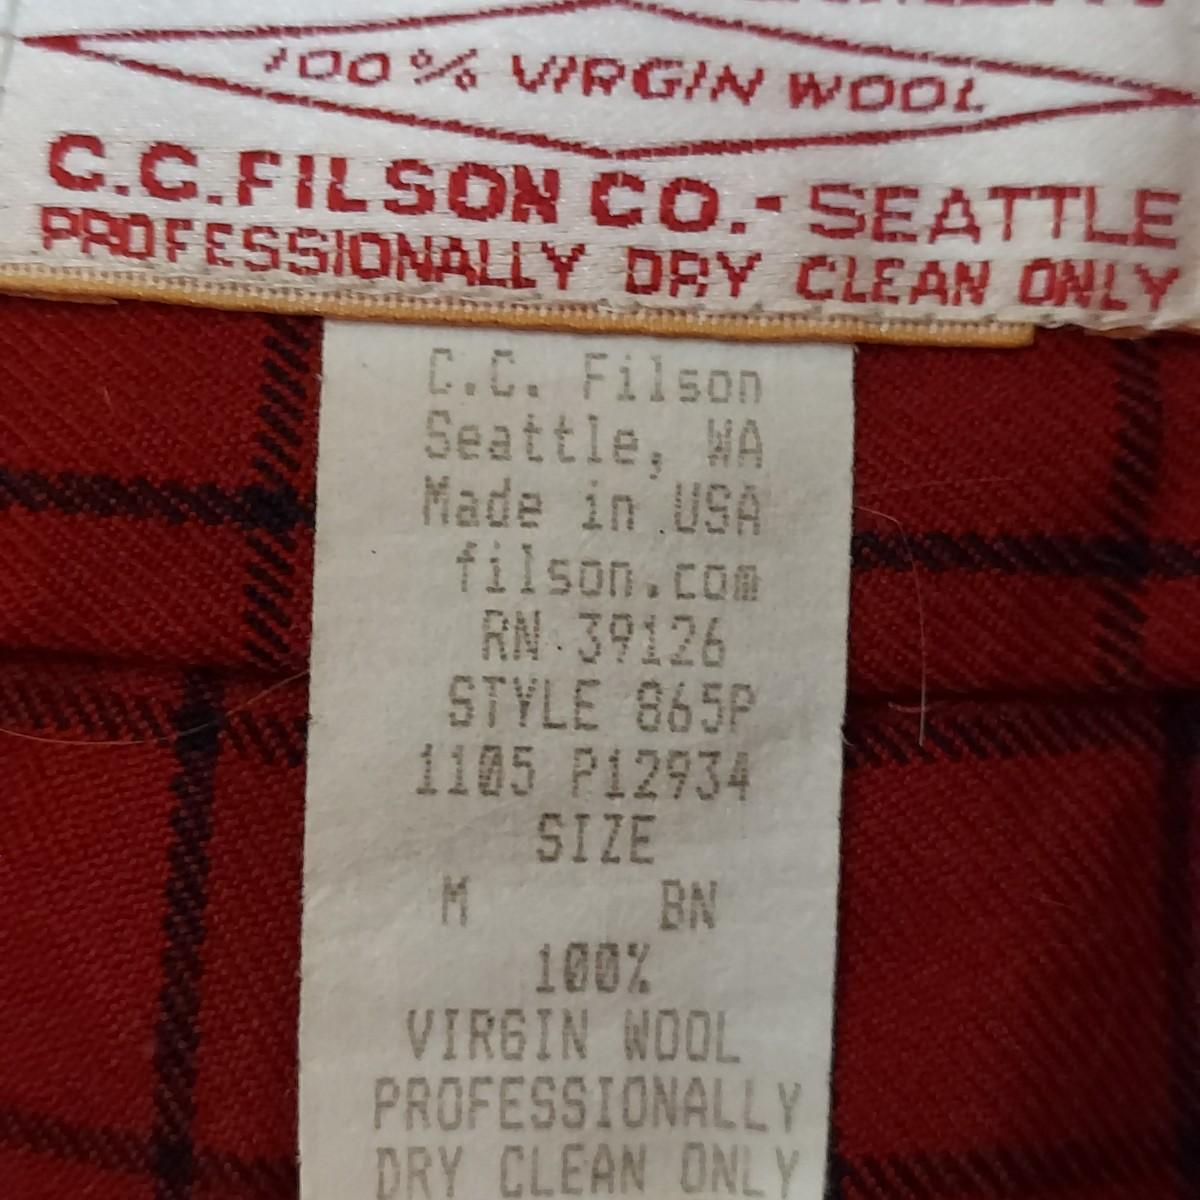 100% VIRGIN WOOL
C.C. FILSON CO.- SEATTLE
PROFESSIONALLY DRY CLEAN ONLY
C.C. Filson
Seattle, WA
Made in USA
filson.com
RN 39126
STYLE 865P
1105 P12934
SIZE
M BN
100%
VIRGIN WOOL
PROFESSIONALLY
DRY CLEAN ONLY